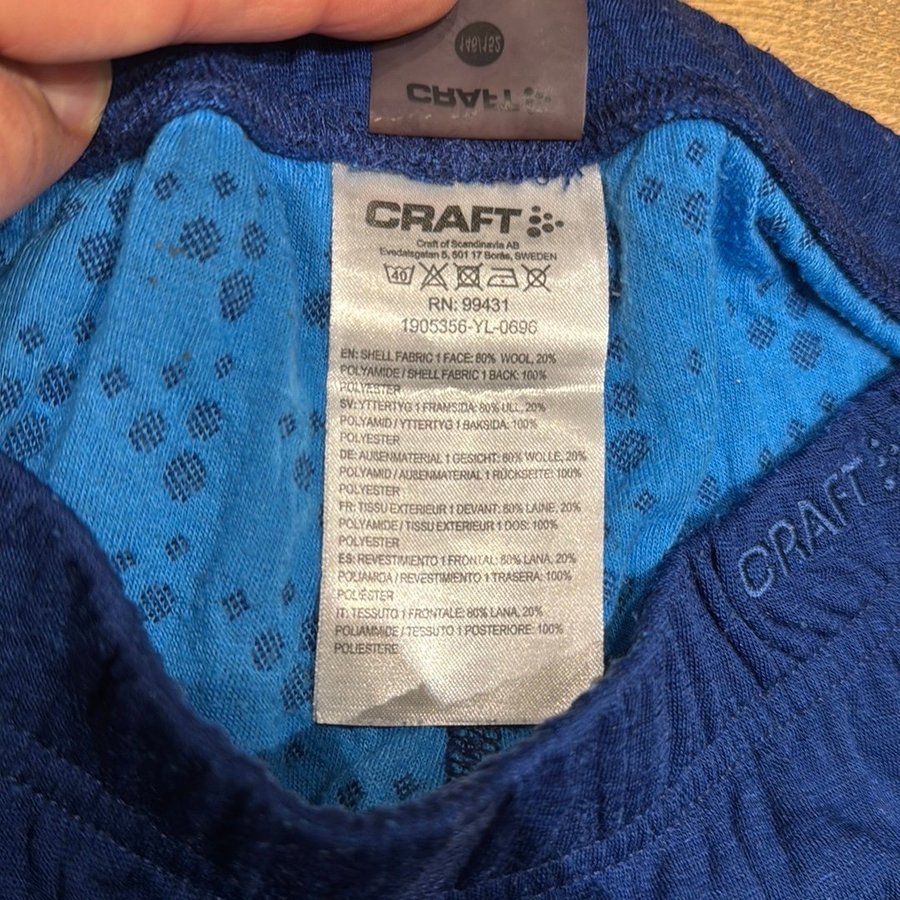 146/152
CRAFT
CRAFT
Craft of Scandinavia AB
Evedalsgatan 5, 501 17 Borås, SWEDEN
40
RN: 99431
1905356-YL-0696
EN: SHELL FABRIC 1 FACE: 80% WOOL, 20%
POLYAMIDE / SHELL FABRIC 1 BACK: 100%
POLYESTER
SV: YTTERTYG 1 FRAMSIDA: 80% ULL, 20%
POLYAMID / YTTERTYG 1 BAKSIDA: 100%
POLYESTER
DE: AUßENMATERIAL 1 GESICHT: 80% WOLLE, 20%
POLYAMID / AUßENMATERIAL 1 RÜCKSEITE: 100%
POLYESTER
FR: TISSU EXTERIEUR 1 DEVANT: 80% LAINE, 20%
POLYAMIDE / TISSU EXTERIEUR 1 DOS: 100%
POLYESTER
ES: REVESTIMIENTO 1 FRONTAL: 80% LANA, 20%
POLIAMIDA / REVESTIMIENTO 1 TRASERA: 100%
POLIÉSTER
IT: TESSUTO 1 FRONTALE: 80% LANA, 20%
POLIAMMIDE / TESSUTO 1 POSTERIORE: 100%
POLIESTERE
CRAFT